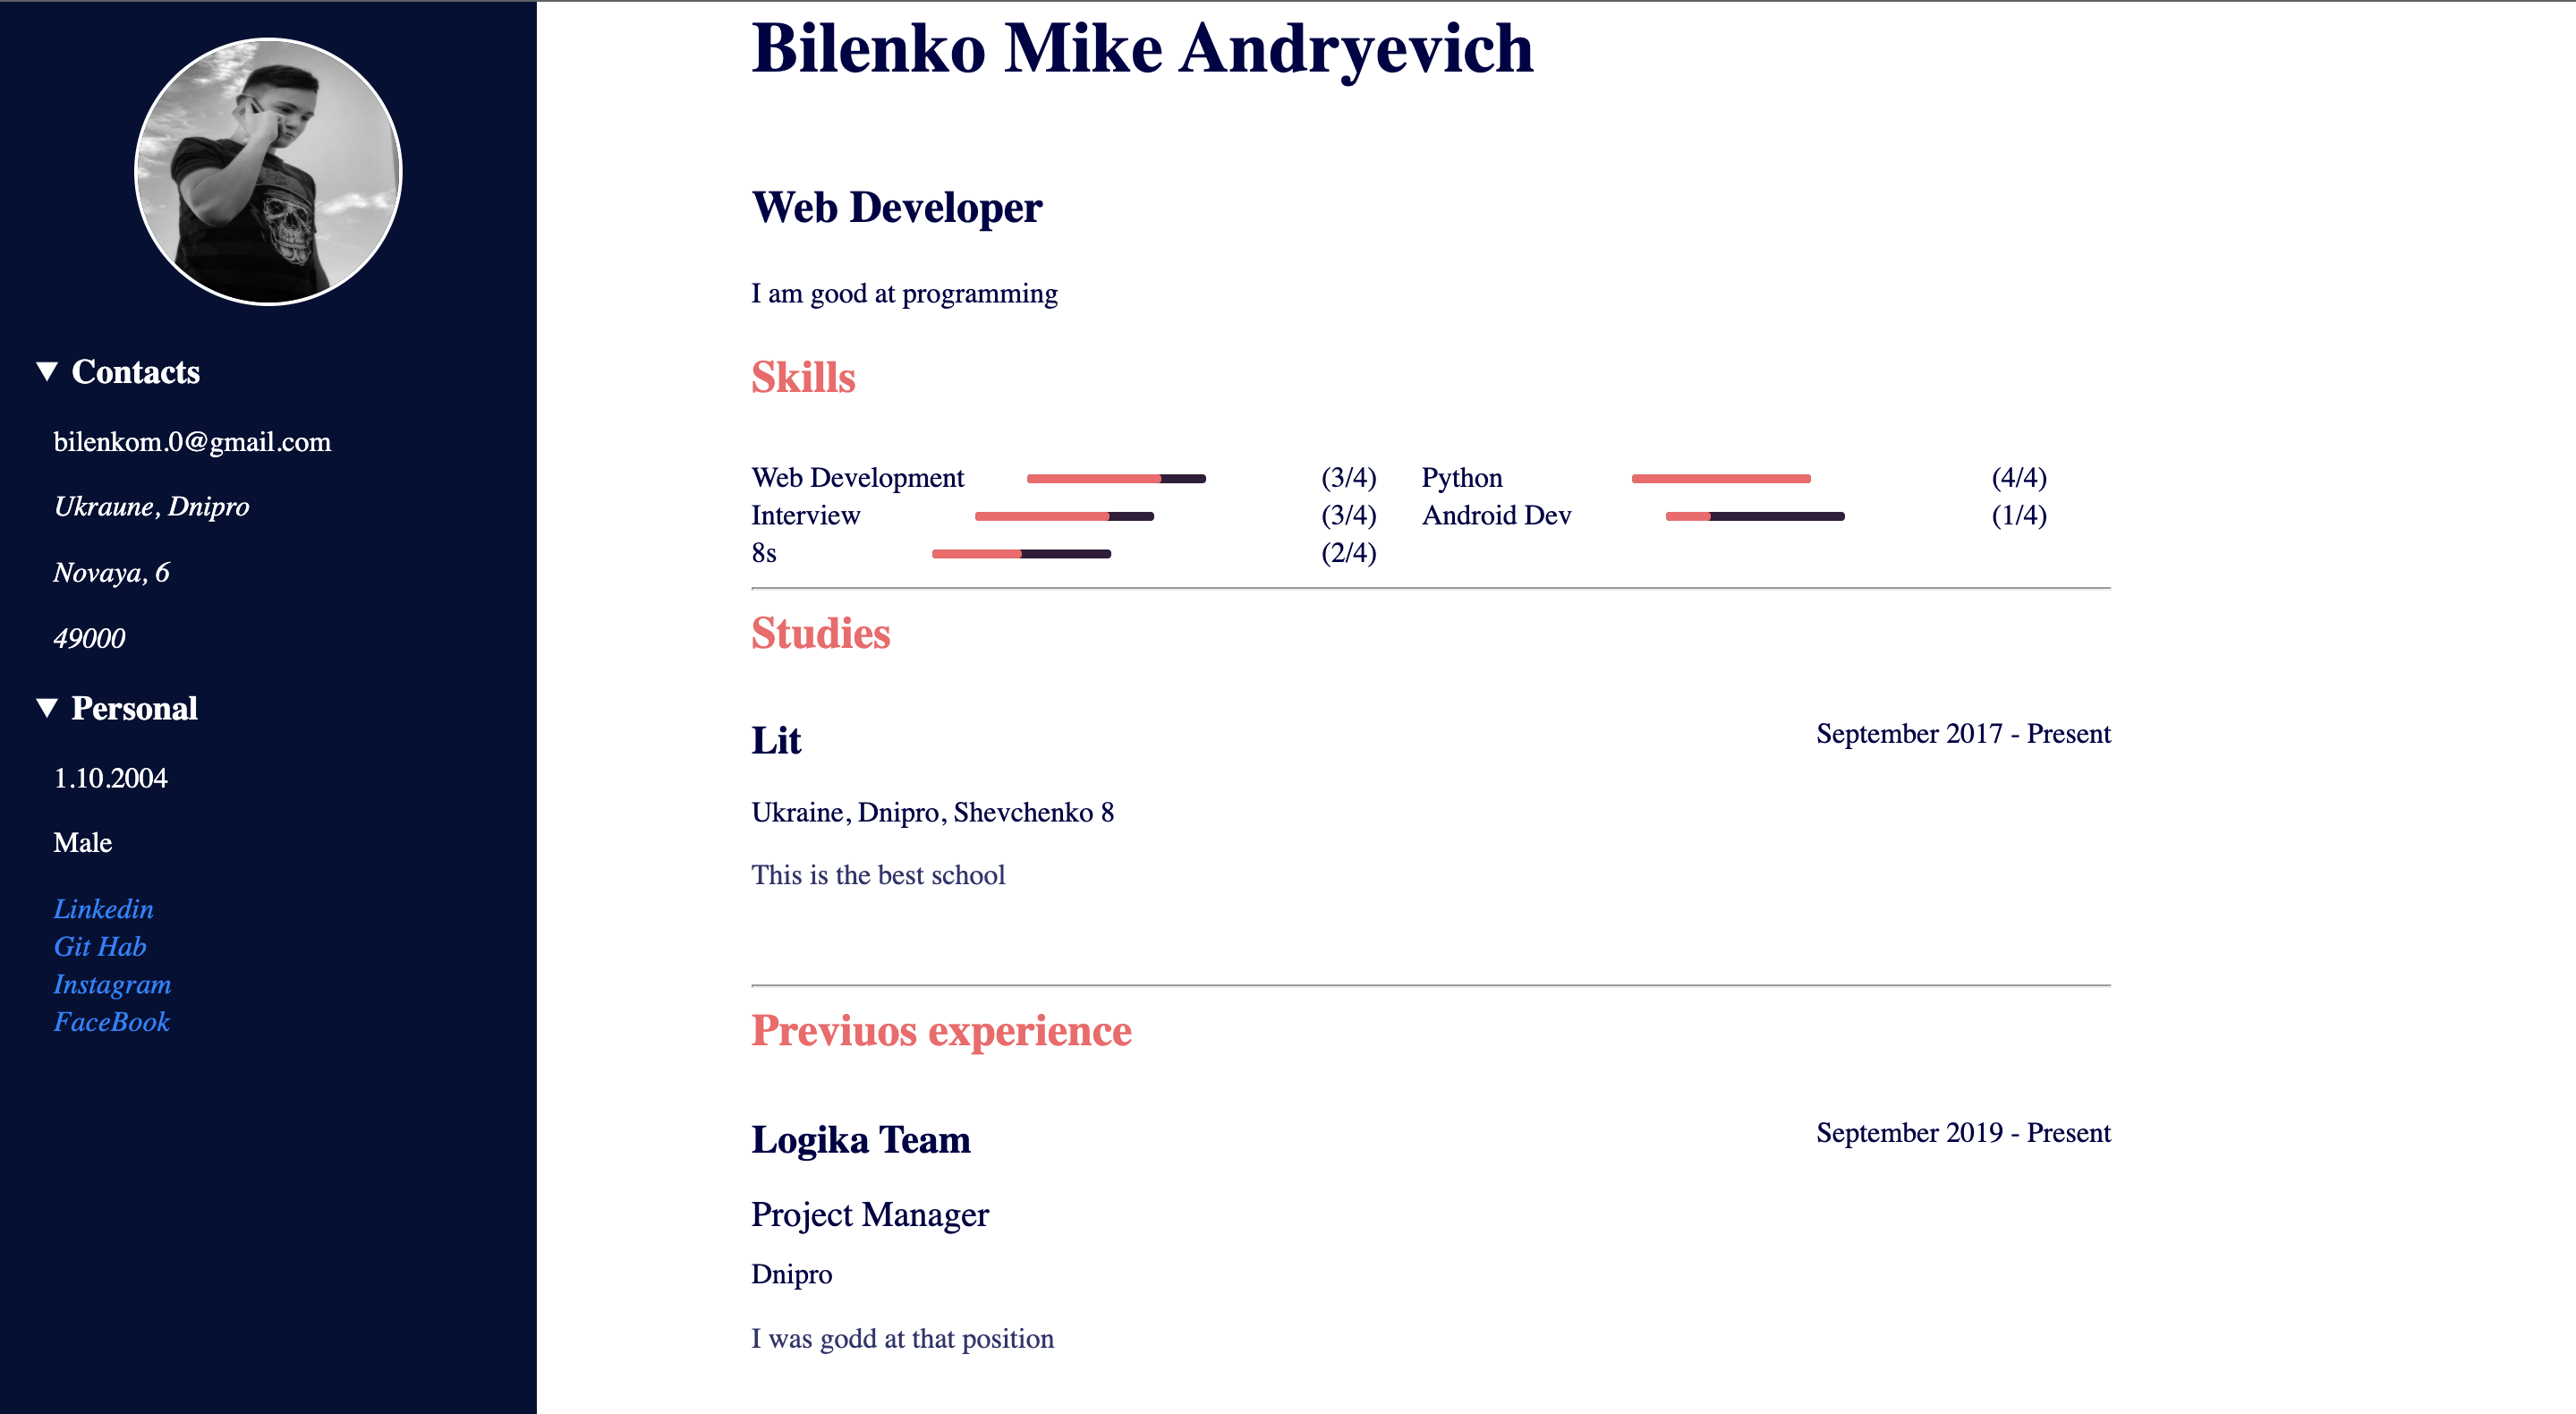 Contacts
bilenkom.0@gmail.com
Ukraune, Dnipro
Novaya, 6
49000
Personal
1.10.2004
Male
Linkedin
Git Hab
Instagram
FaceBook
Bilenko Mike Andryevich
Web Developer
I am good at programming
Skills
Web Development (3/4) Python (4/4)
Interview (3/4) Android Dev (1/4)
8s (2/4)
Studies
Lit September 2017 - Present
Ukraine, Dnipro, Shevchenko 8
This is the best school
Previuos experience
Logika Team September 2019 - Present
Project Manager
Dnipro
I was godd at that position